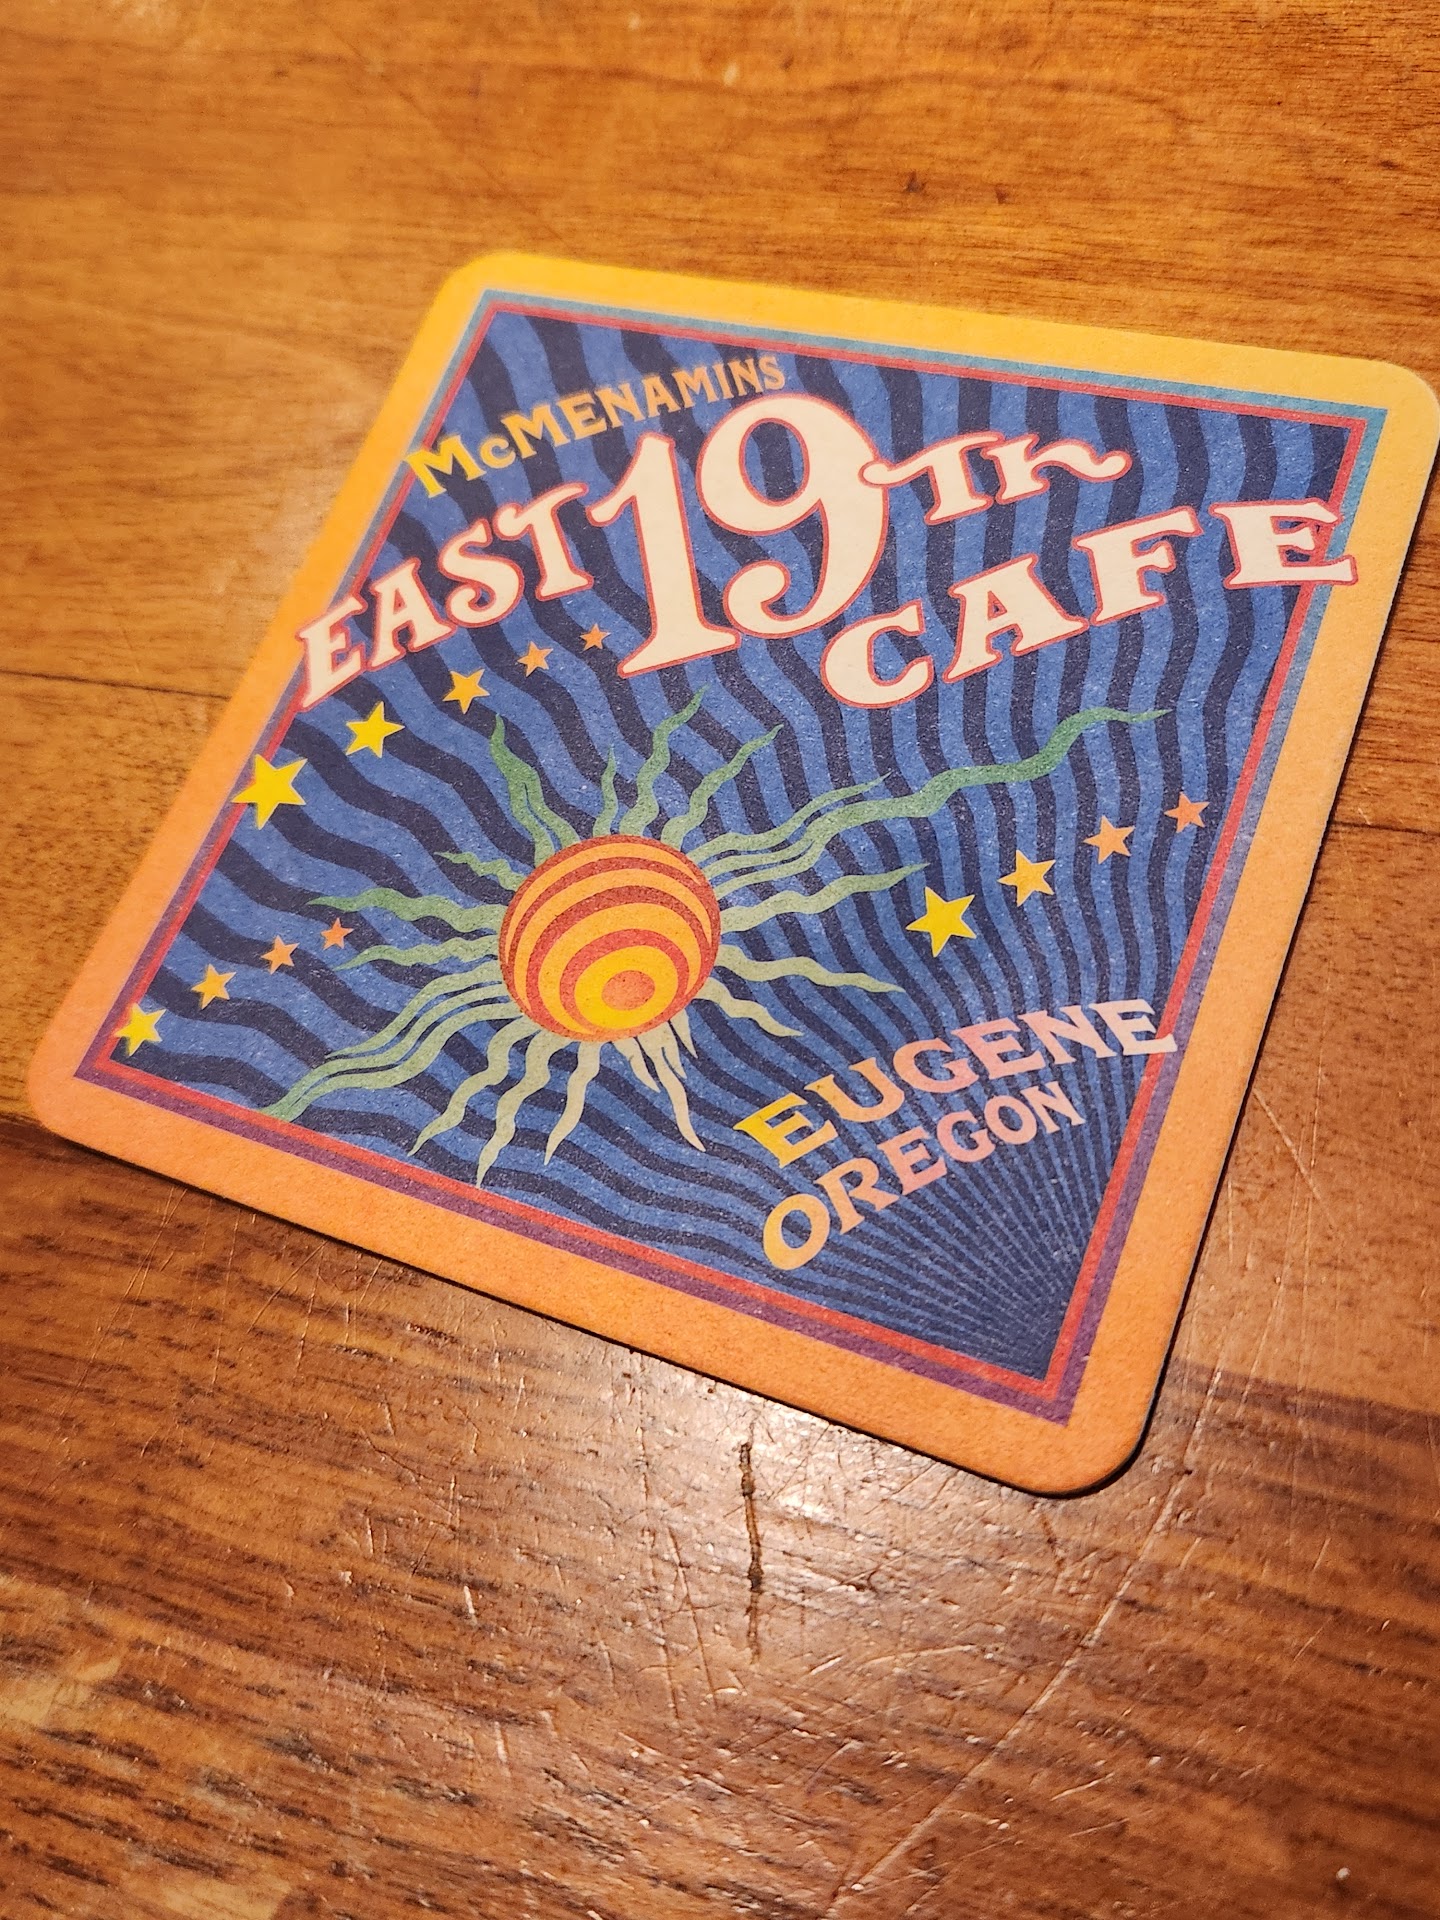 McMENAMINS
EAST 19TH
CAFE
EUGENE
OREGON